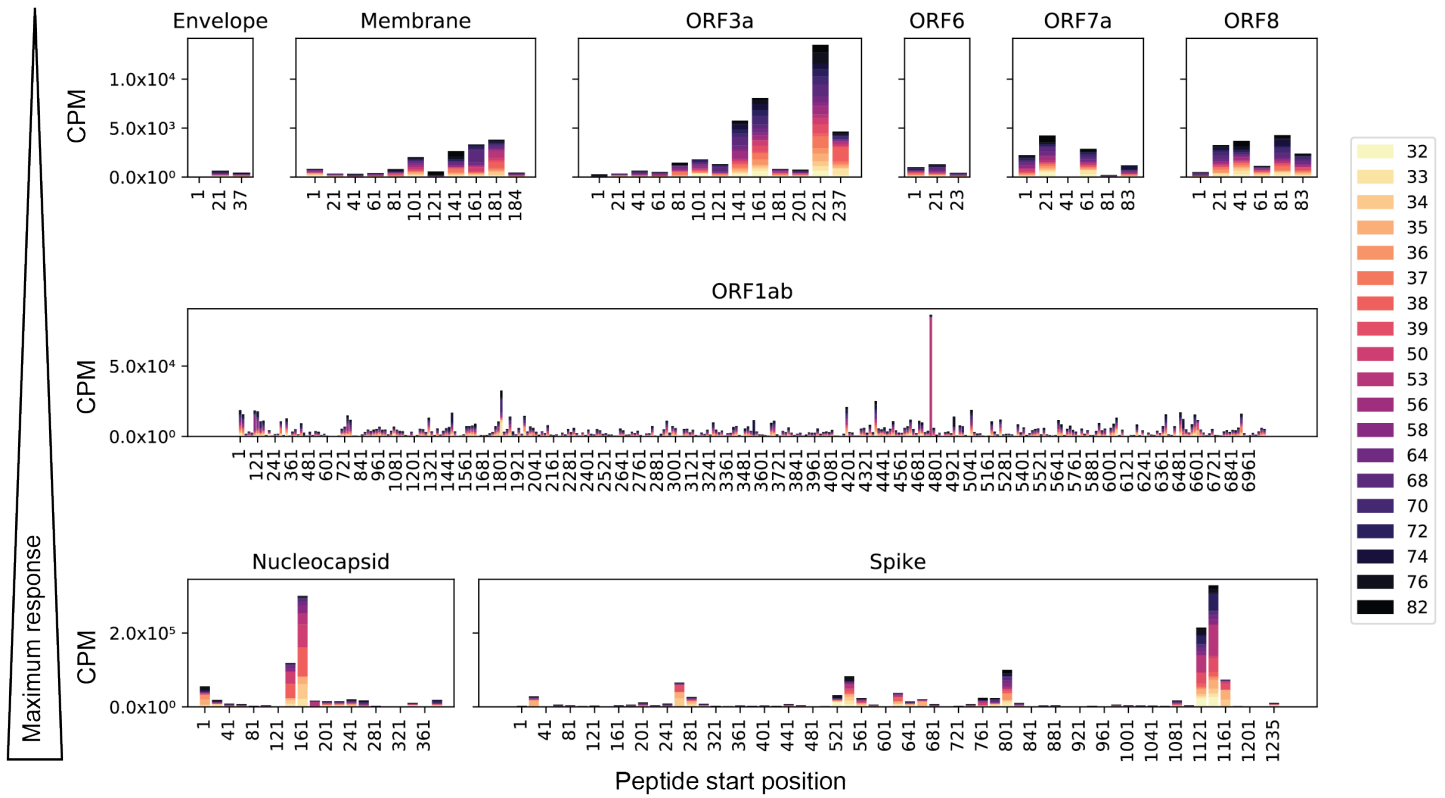 Envelope Membrane ORF3a ORF6 ORF7a ORF8
CPM
1.0x10⁴
5.0x10³
0.0x10⁰
1 21 37
1 21 41 61 81 101 121 141 161 181 184
1 21 41 61 81 101 121 141 161 181 201 221 237
1 21 23
1 21 41 61 81 83
1 21 41 61 81 83
ORF1ab
CPM
5.0x10⁴
0.0x10⁰
1 121 241 361 481 601 721 841 961 1081 1201 1321 1441 1561 1681 1801 1921 2041 2161 2281 2401 2521 2641 2761 2881 3001 3121 3241 3361 3481 3601 3721 3841 3961 4081 4201 4321 4441 4561 4681 4801 4921 5041 5161 5281 5401 5521 5641 5761 5881 6001 6121 6241 6361 6481 6601 6721 6841 6961
Nucleocapsid Spike
CPM
2.0x10⁵
0.0x10⁰
1 41 81 121 161 201 241 281 321 361
1 41 81 121 161 201 241 281 321 361 401 441 481 521 561 601 641 681 721 761 801 841 881 921 961 1001 1041 1081 1121 1161 1201 1235
Peptide start position
Maximum response
32
33
34
35
36
37
38
39
50
53
56
58
64
68
70
72
74
76
82